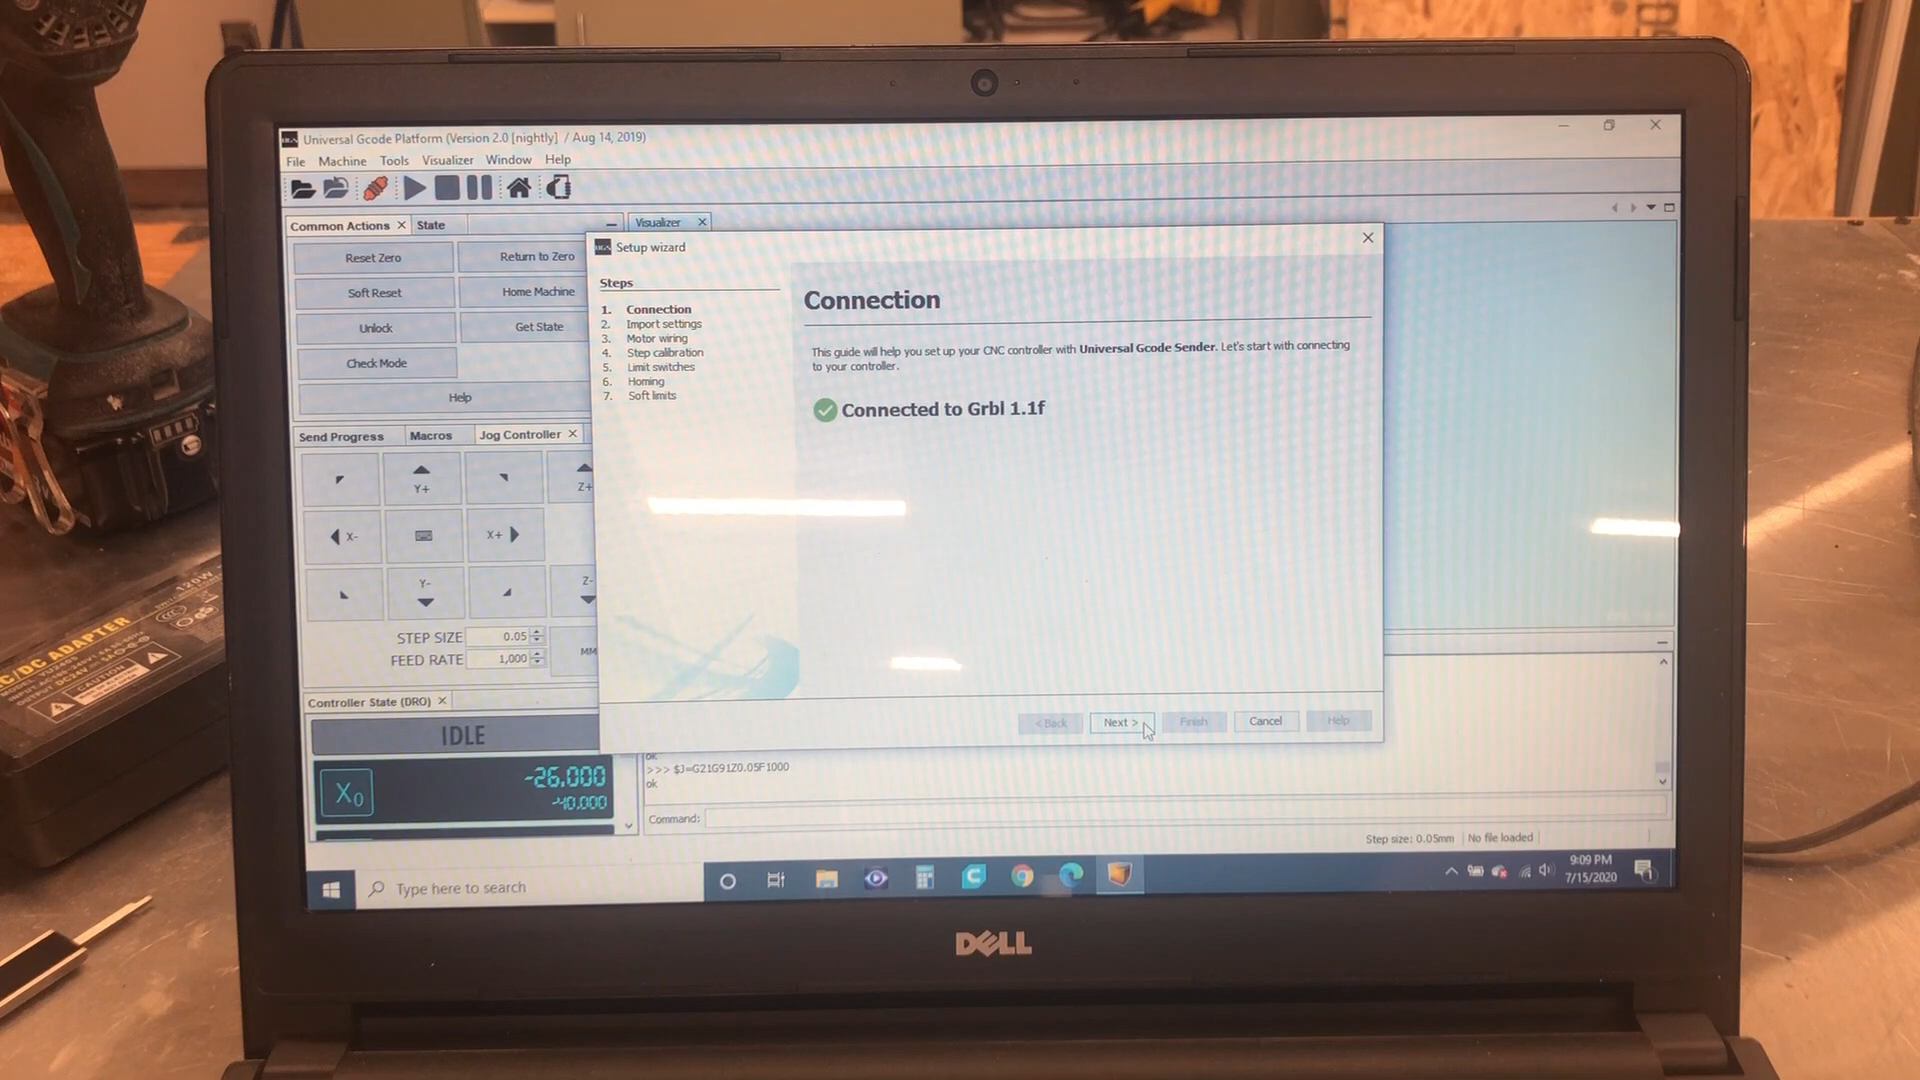 Universal Gcode Platform (Version 2.0 [nightly] / Aug 14, 2019)
File Machine Tools Visualizer Window Help
Common Actions State
Visualizer
Reset Zero
Return to Zero
Soft Reset
Home Machine
Unlock
Get State
Check Mode
Help
Send Progress Macros Jog Controller
Y+
Z+
X-
X+
Y-
Z-
STEP SIZE 0.05
FEED RATE 1,000
MM
Controller State (DRO)
IDLE
X0
-26.000
-40.000
Setup wizard
Steps
1. Connection
2. Import settings
3. Motor wiring
4. Step calibration
5. Limit switches
6. Homing
7. Soft limits
Connection
This guide will help you set up your CNC controller with Universal Gcode Sender. Let's start with connecting
to your controller.
Connected to Grbl 1.1f
< Back
Next >
Finish
Cancel
Help
ok
>>> $J=G21G91Z0.05F1000
ok
Command:
Step size: 0.05mm
No file loaded
Type here to search
9:09 PM
7/15/2020
1
DELL
120W
C/DC ADAPTER
CAUTION